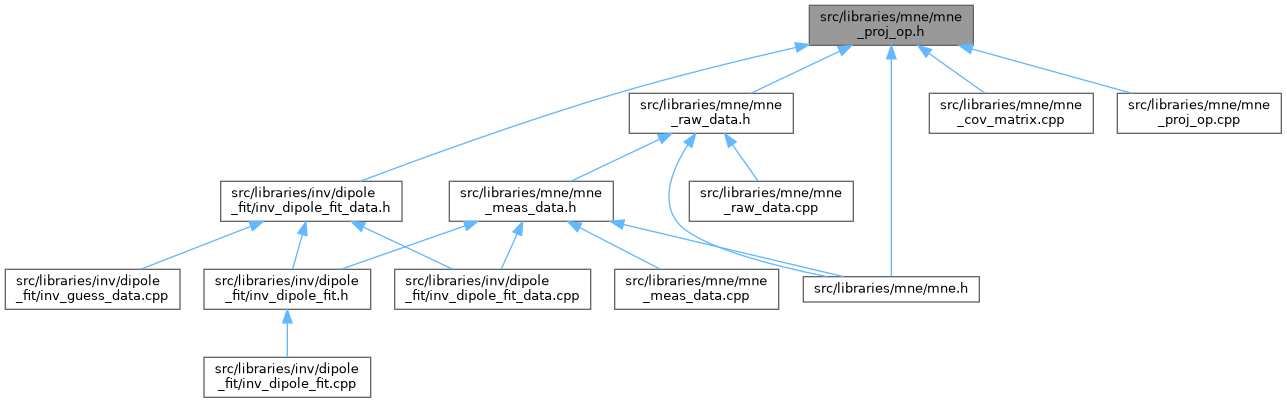 src/libraries/mne/mne
_proj_op.h
src/libraries/mne/mne
_raw_data.h
src/libraries/mne/mne
_cov_matrix.cpp
src/libraries/mne/mne
_proj_op.cpp
src/libraries/inv/dipole
_fit/inv_dipole_fit_data.h
src/libraries/mne/mne
_meas_data.h
src/libraries/mne/mne
_raw_data.cpp
src/libraries/inv/dipole
_fit/inv_guess_data.cpp
src/libraries/inv/dipole
_fit/inv_dipole_fit.h
src/libraries/inv/dipole
_fit/inv_dipole_fit_data.cpp
src/libraries/mne/mne
_meas_data.cpp
src/libraries/mne/mne.h
src/libraries/inv/dipole
_fit/inv_dipole_fit.cpp